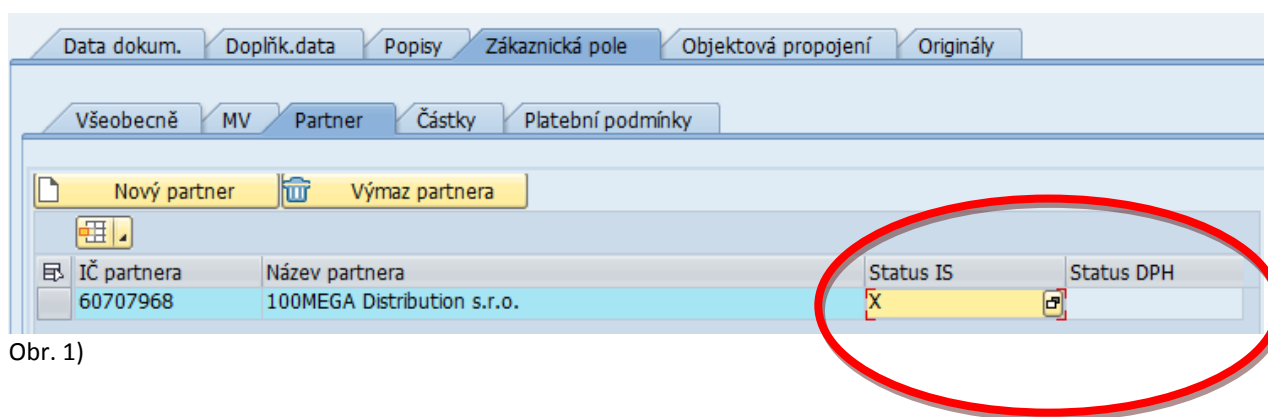 Data dokum. Doplňk.data Popisy Zákaznická pole Objektová propojení Originály
Všeobecně MV Partner Částky Platební podmínky
Nový partner Výmaz partnera
IČ partnera Název partnera Status IS Status DPH
60707968 100MEGA Distribution s.r.o. X
Obr. 1)